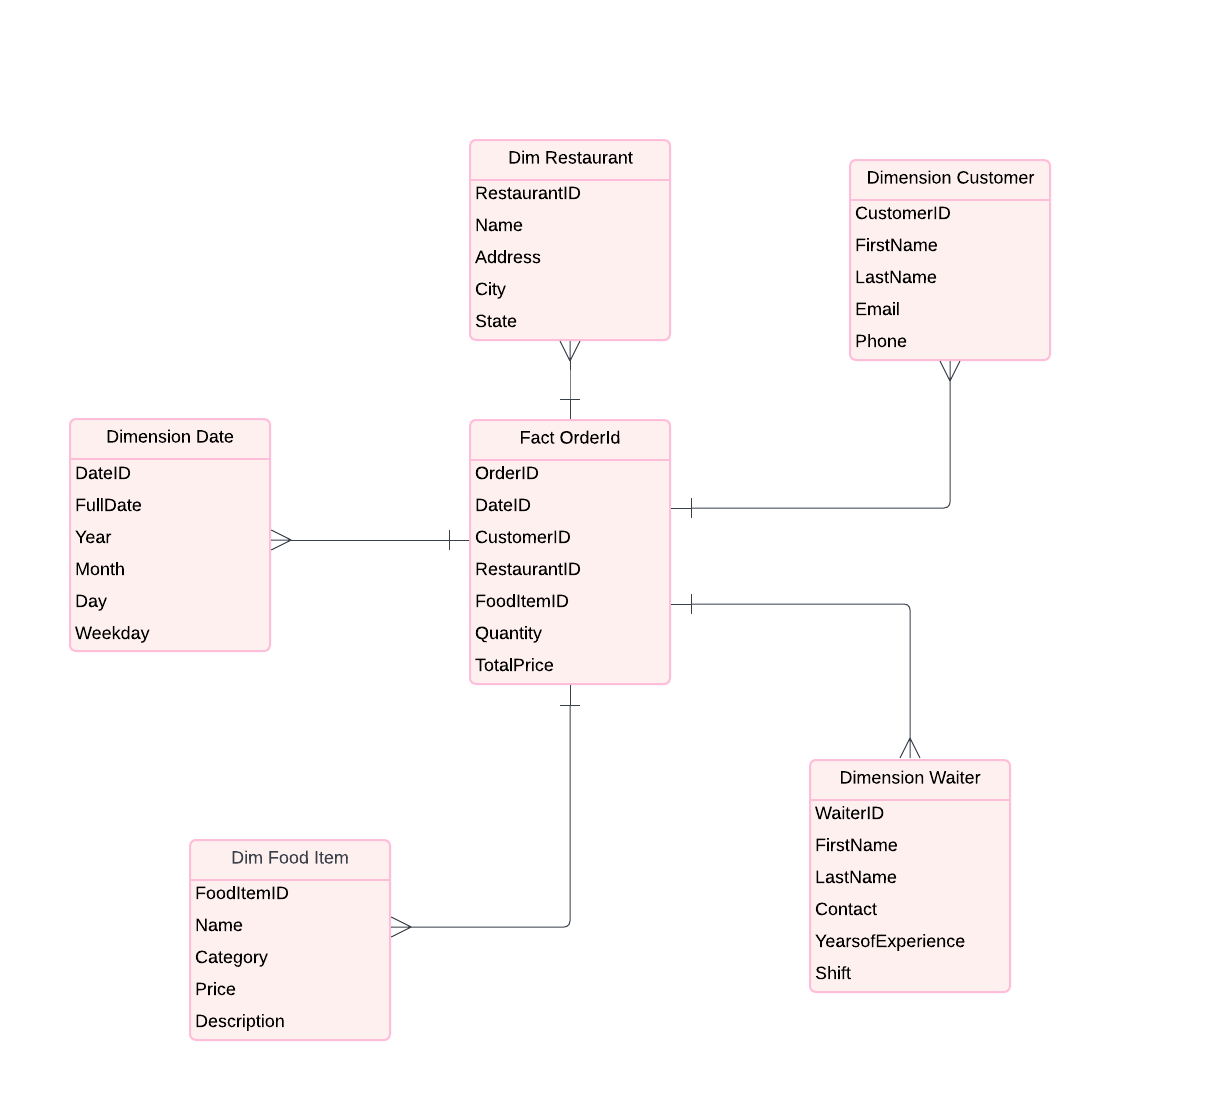 Dim Restaurant
RestaurantID
Name
Address
City
State
Dimension Customer
CustomerID
FirstName
LastName
Email
Phone
Dimension Date
DateID
FullDate
Year
Month
Day
Weekday
Fact OrderId
OrderID
DateID
CustomerID
RestaurantID
FoodItemID
Quantity
TotalPrice
Dim Food Item
FoodItemID
Name
Category
Price
Description
Dimension Waiter
WaiterID
FirstName
LastName
Contact
YearsofExperience
Shift